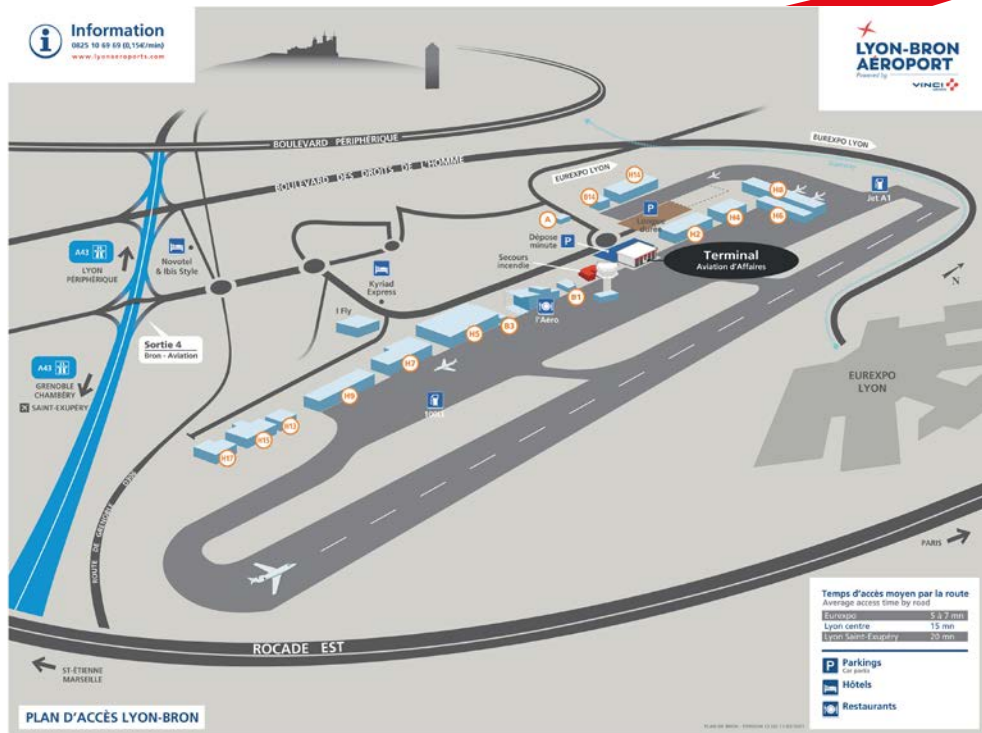 Information
0825 10 69 69 (0,15€/min)
www.lyonaeroports.com
LYON-BRON
AÉROPORT
Powered by
VINCI
AIRPORTS
BOULEVARD PÉRIPHÉRIQUE
BOULEVARD DES DROITS DE L'HOMME
EUREXPO LYON
EUREXPO LYON
H14
B14
A
P
Longue
durée
H8
H6
H4
H2
Jet A1
Dépose
minute
P
Secours
incendie
Terminal
Aviation d'Affaires
N
A43
LYON
PÉRIPHÉRIQUE
Novotel
& Ibis Style
Kyriad
Express
I Fly
B1
l'Aéro
B3
H5
H7
H9
H13
H15
H17
100LL
Sortie 4
Bron - Aviation
A43
GRENOBLE
CHAMBÉRY
SAINT-EXUPÉRY
EUREXPO
LYON
ROUTE DE GRENOBLE D306
PARIS
ROCADE EST
ST-ÉTIENNE
MARSEILLE
Temps d'accès moyen par la route
Average access time by road
Eurexpo 5 à 7 mn
Lyon centre 15 mn
Lyon Saint-Exupéry 20 mn
P Parkings
Car parks
Hôtels
Restaurants
PLAN D'ACCÈS LYON-BRON